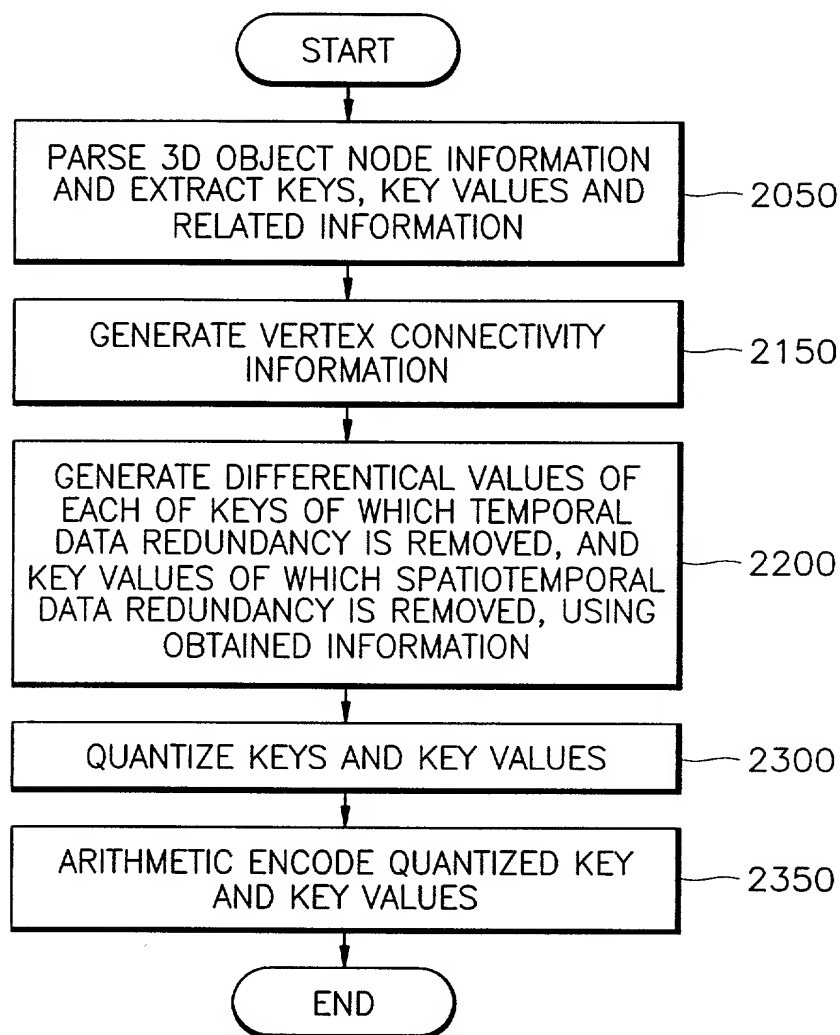 START
PARSE 3D OBJECT NODE INFORMATION
AND EXTRACT KEYS, KEY VALUES AND
RELATED INFORMATION
2050
GENERATE VERTEX CONNECTIVITY
INFORMATION
2150
GENERATE DIFFERENTICAL VALUES OF
EACH OF KEYS OF WHICH TEMPORAL
DATA REDUNDANCY IS REMOVED, AND
KEY VALUES OF WHICH SPATIOTEMPORAL
DATA REDUNDANCY IS REMOVED, USING
OBTAINED INFORMATION
2200
QUANTIZE KEYS AND KEY VALUES
2300
ARITHMETIC ENCODE QUANTIZED KEY
AND KEY VALUES
2350
END